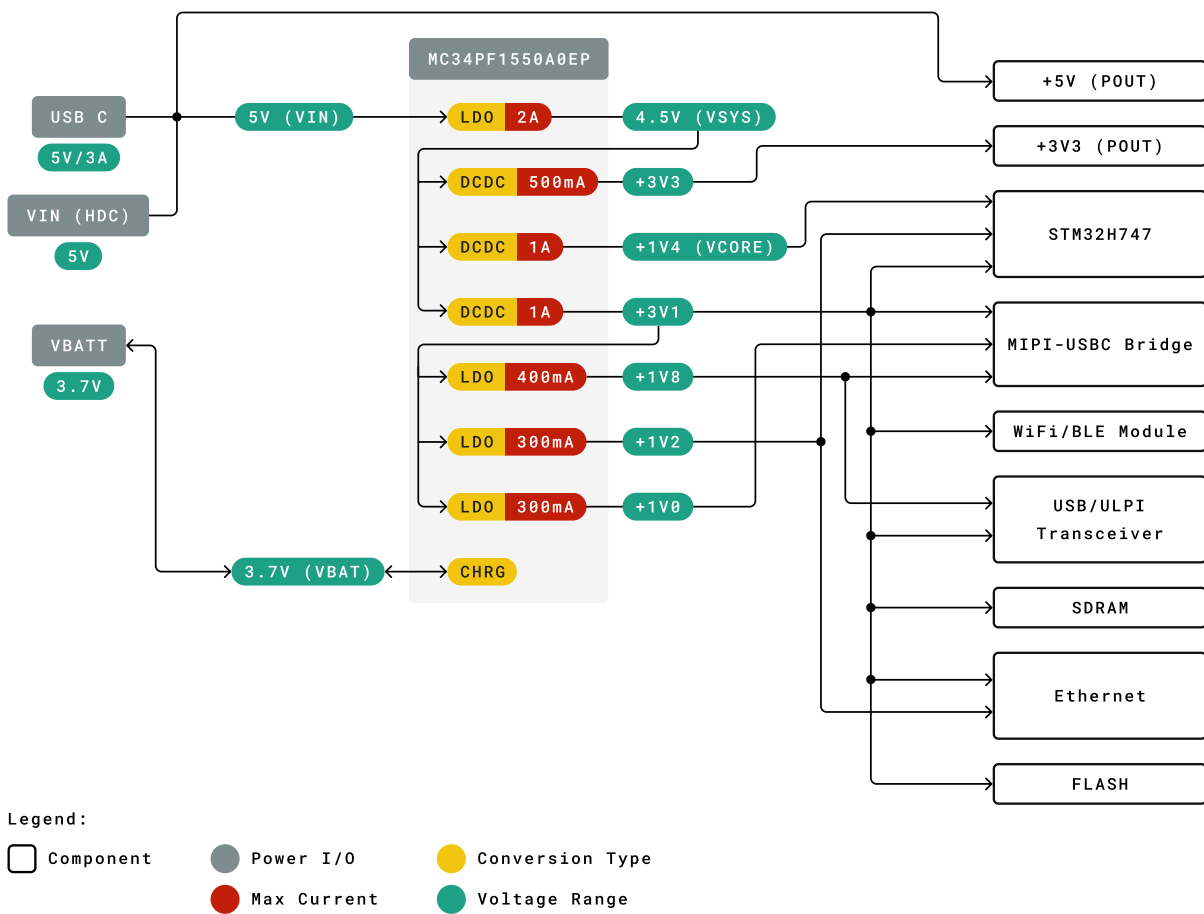 MC34PF1550A0EP
+5V (POUT)
USB C
5V (VIN)
LDO 2A
4.5V (VSYS)
5V/3A
+3V3 (POUT)
DCDC 500mA
+3V3
VIN (HDC)
STM32H747
5V
DCDC 1A
+1V4 (VCORE)
DCDC 1A
+3V1
VBATT
MIPI-USBC Bridge
3.7V
LDO 400mA
+1V8
WiFi/BLE Module
LDO 300mA
+1V2
LDO 300mA
+1V0
USB/ULPI
Transceiver
3.7V (VBAT)
CHRG
SDRAM
Ethernet
FLASH
Legend:
Component
Power I/O
Conversion Type
Max Current
Voltage Range